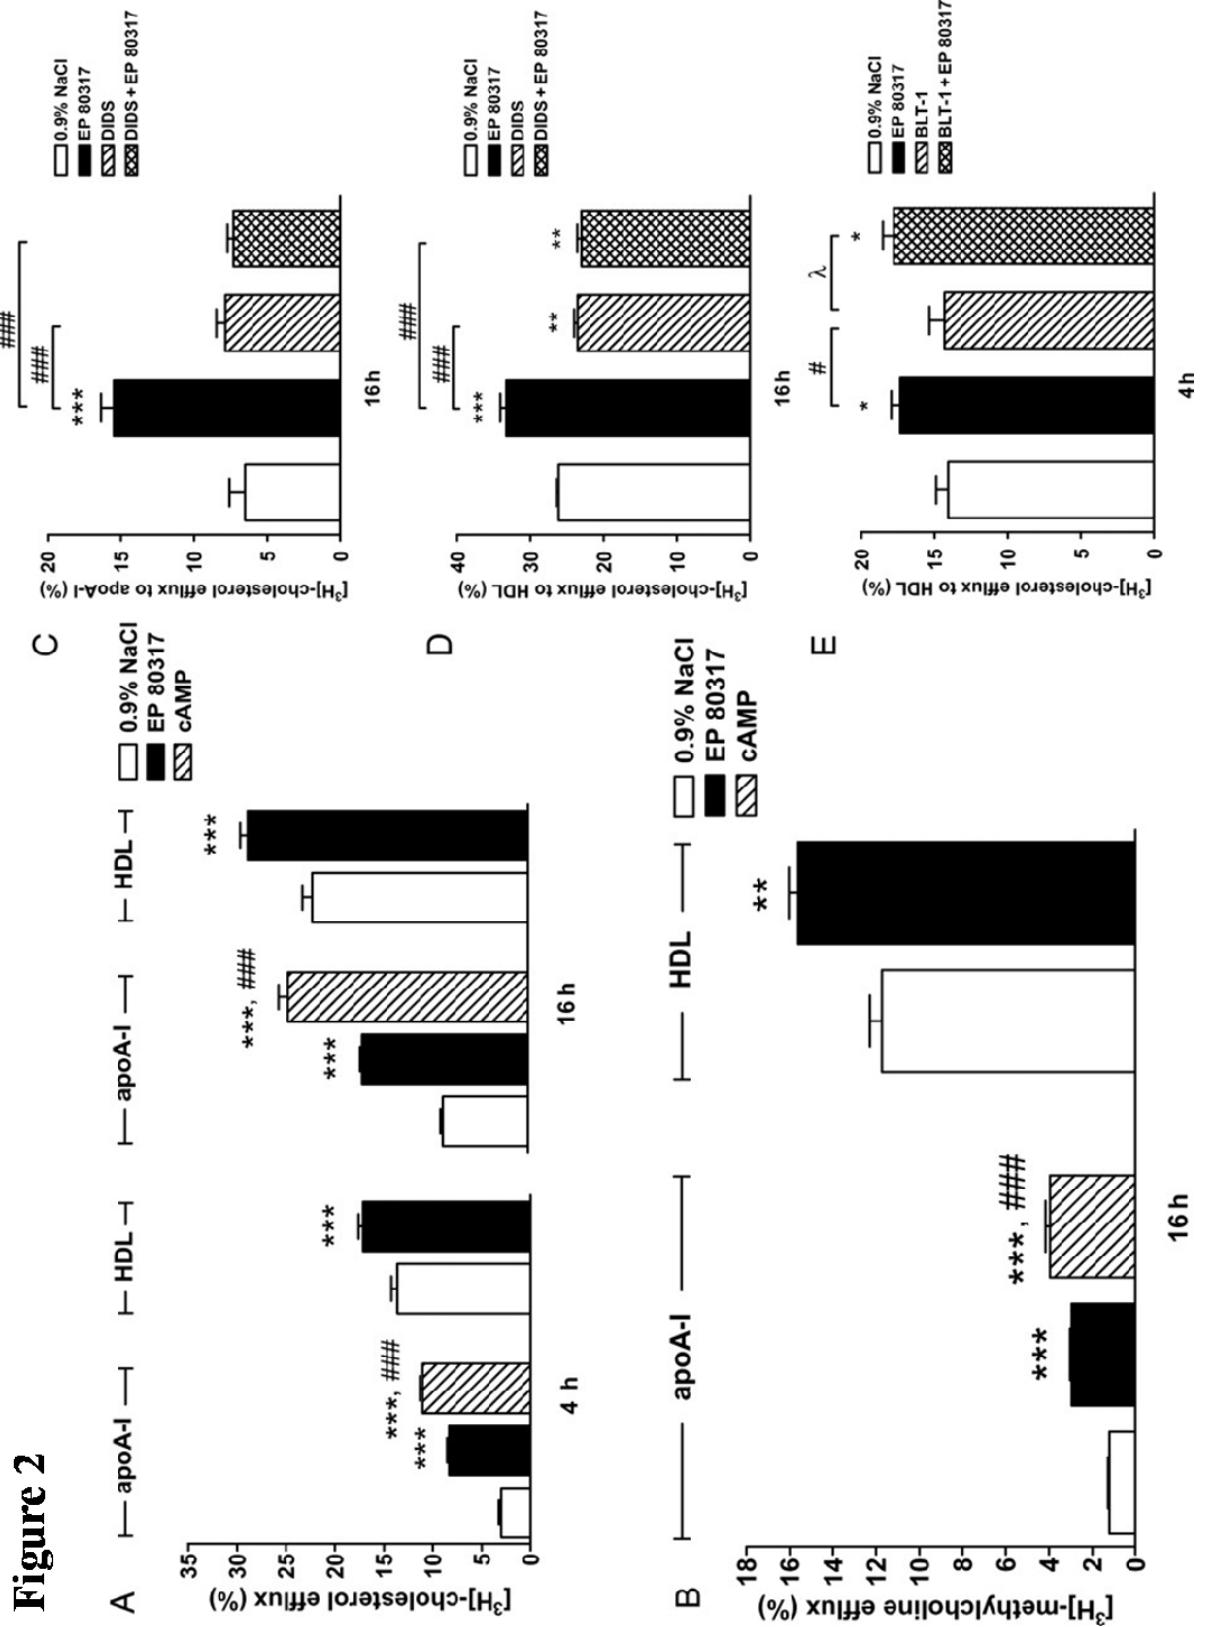 Figure 2
A
[³H]-cholesterol efflux (%)
35
30
25
20
15
10
5
0
apoA-I
HDL
apoA-I
HDL
***
***, ###
***
***
***, ###
***
4 h
16 h
0.9% NaCl
EP 80317
cAMP
B
[³H]-methylcholine efflux (%)
18
16
14
12
10
8
6
4
2
0
apoA-I
HDL
***
***, ###
**
16 h
0.9% NaCl
EP 80317
cAMP
C
[³H]-cholesterol efflux to apoA-I (%)
20
15
10
5
0
###
###
***
16 h
0.9% NaCl
EP 80317
DIDS
DIDS + EP 80317
D
[³H]-cholesterol efflux to HDL (%)
40
30
20
10
0
###
###
***
**
**
16 h
0.9% NaCl
EP 80317
DIDS
DIDS + EP 80317
E
[³H]-cholesterol efflux to HDL (%)
20
15
10
5
0
#
λ
*
*
4 h
0.9% NaCl
EP 80317
BLT-1
BLT-1 + EP 80317